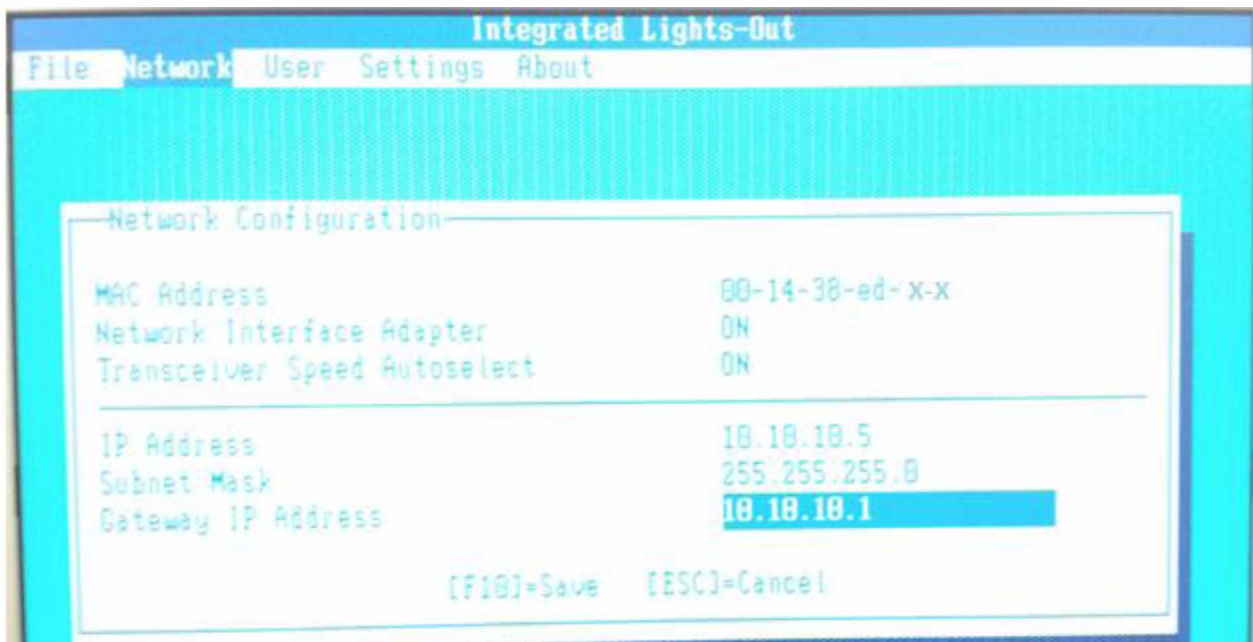 Integrated Lights-Out
File Network User Settings About
Network Configuration
MAC Address 00-14-38-ed-x-x
Network Interface Adapter ON
Transceiver Speed Autoselect ON
IP Address 10.10.10.5
Subnet Mask 255.255.255.0
Gateway IP Address 10.10.10.1
[F10]=Save [ESC]=Cancel